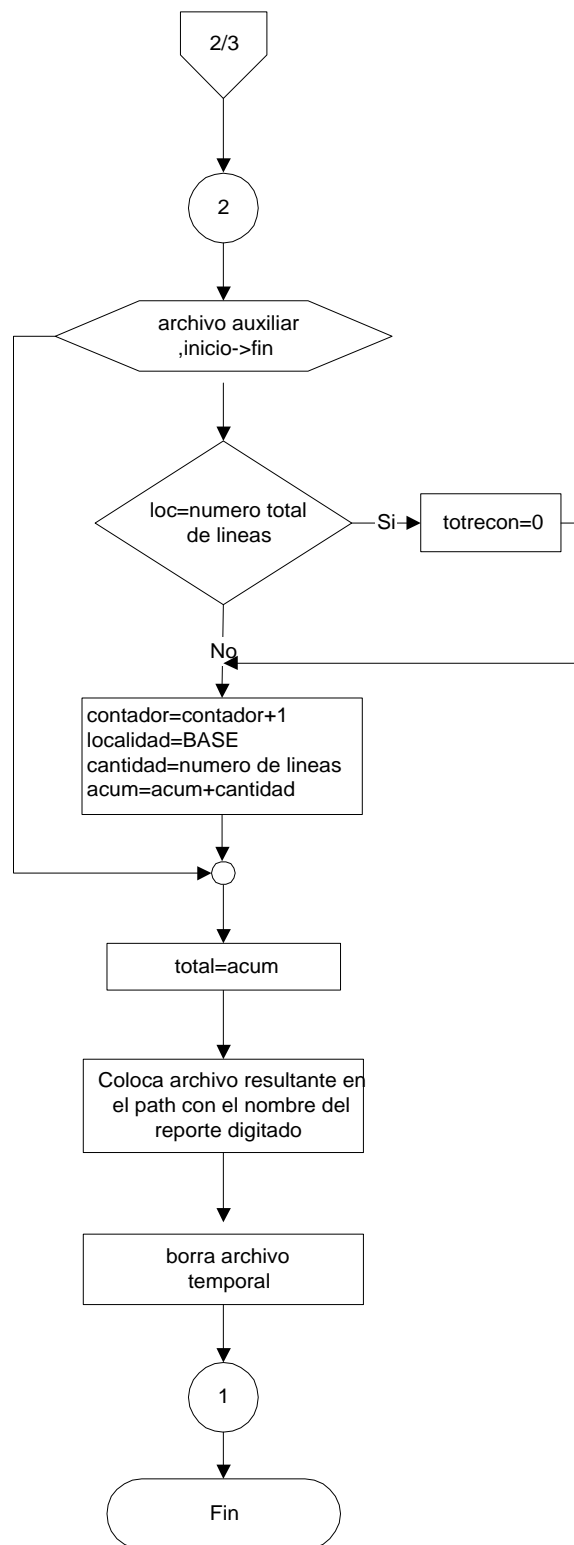 2/3
2
archivo auxiliar
,inicio->fin
loc=numero total
de lineas
Si
totrecon=0
No
contador=contador+1
localidad=BASE
cantidad=numero de lineas
acum=acum+cantidad
total=acum
Coloca archivo resultante en
el path con el nombre del
reporte digitado
borra archivo
temporal
1
Fin